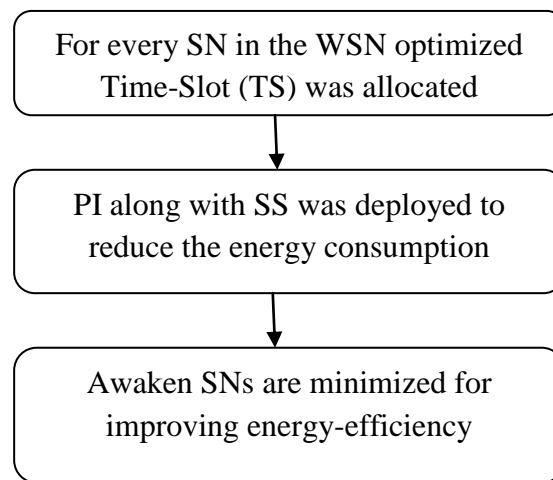 For every SN in the WSN optimized
Time-Slot (TS) was allocated
PI along with SS was deployed to
reduce the energy consumption
Awaken SNs are minimized for
improving energy-efficiency